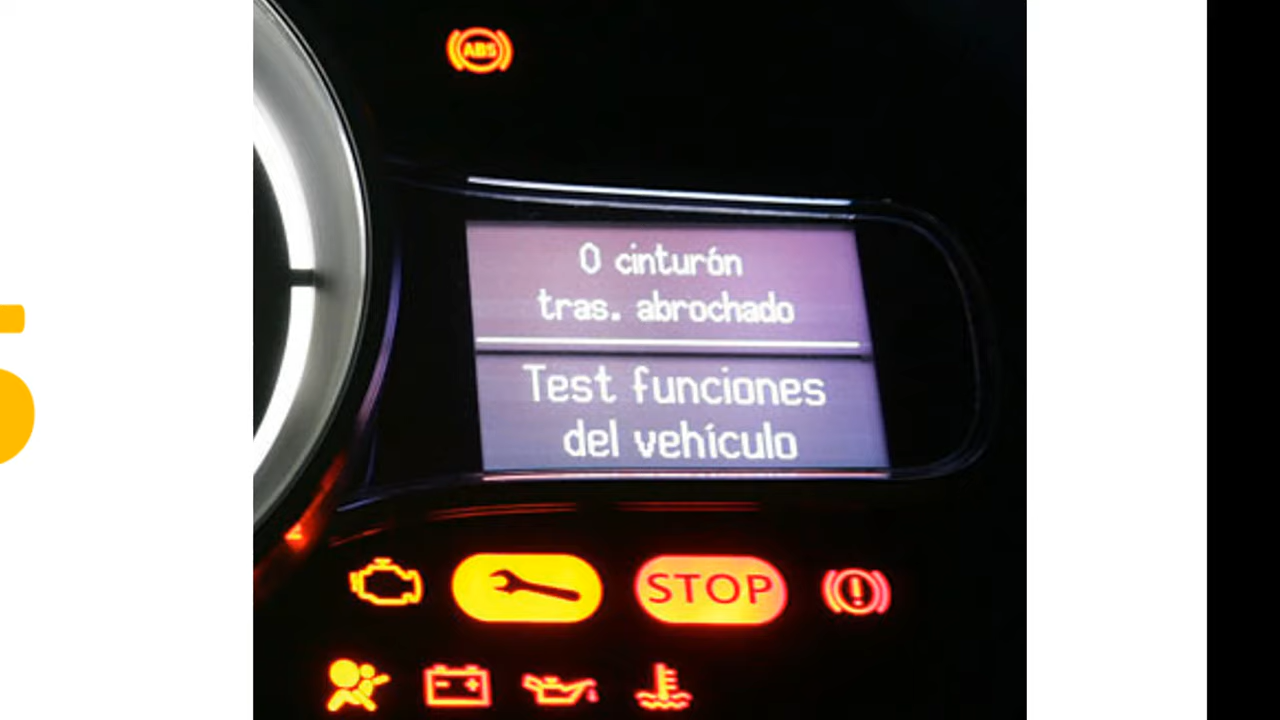 ABS
0 cinturón
tras. abrochado
Test funciones
del vehículo
STOP